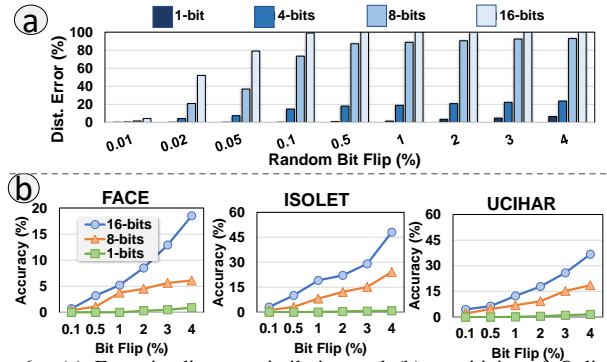 a
1-bit 4-bits 8-bits 16-bits
Dist. Error (%)
100
80
60
40
20
0
0.01 0.02 0.05 0.1 0.5 1 2 3 4
Random Bit Flip (%)
b
FACE ISOLET UCIHAR
Accuracy (%)
20
15
10
5
0
16-bits
8-bits
1-bits
0.1 0.5 1 2 3 4
Bit Flip (%)
Accuracy (%)
60
45
30
15
0
0.1 0.5 1 2 3 4
Bit Flip (%)
Accuracy (%)
60
45
30
15
0
0.1 0.5 1 2 3 4
Bit Flip (%)